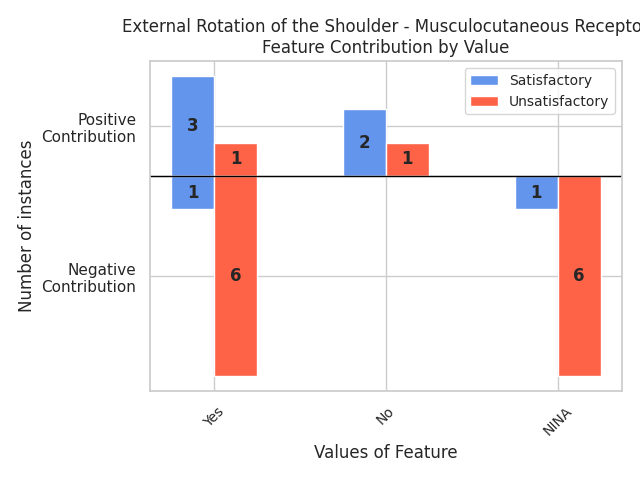 External Rotation of the Shoulder - Musculocutaneous Recepto
Feature Contribution by Value
Satisfactory
Unsatisfactory
Positive
Contribution
Negative
Contribution
Number of instances
3
1
2
1
1
1
6
6
Yes
No
NINA
Values of Feature